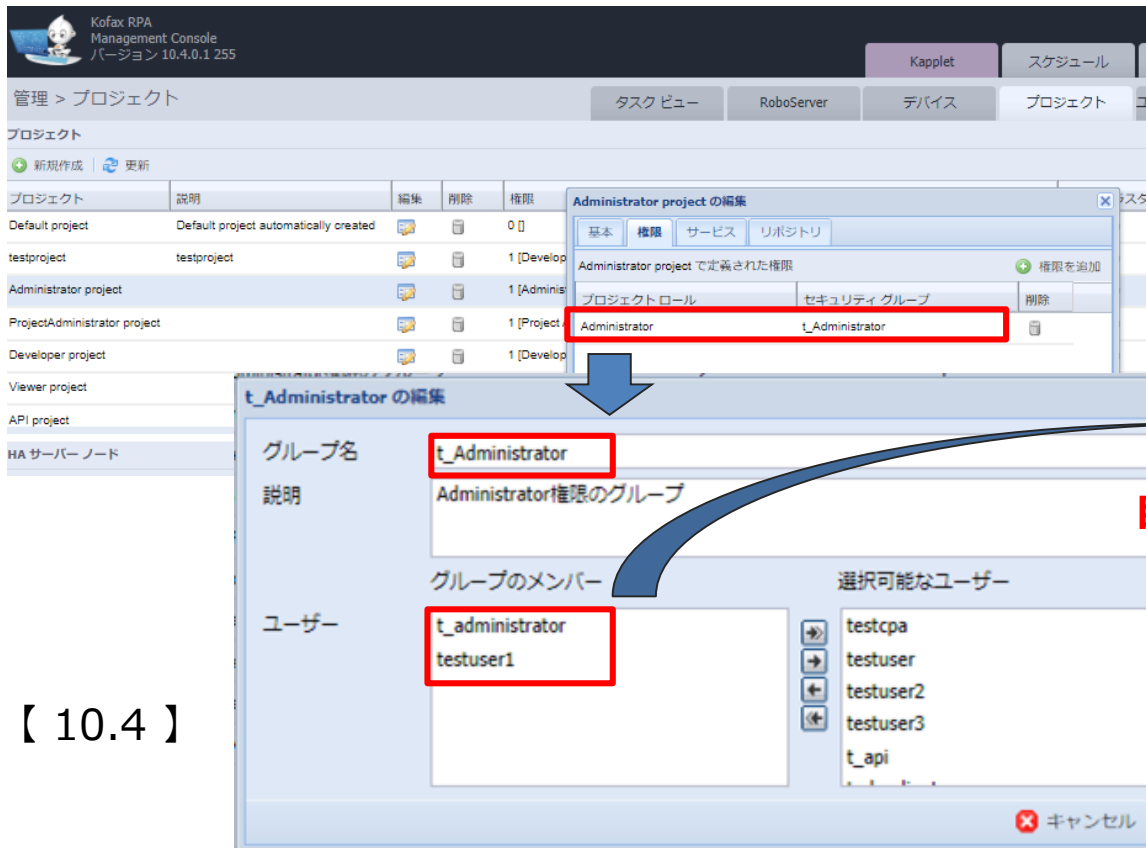 Kofax RPA
Management Console
バージョン 10.4.0.1 255
Kapplet
スケジュール
管理 > プロジェクト
タスク ビュー
RoboServer
デバイス
プロジェクト
プロジェクト
新規作成
更新
プロジェクト 説明 編集 削除 権限
Default project Default project automatically created 0 []
testproject testproject 1 [Develop
Administrator project 1 [Adminis
ProjectAdministrator project 1 [Project
Developer project 1 [Develop
Viewer project
API project
HA サーバー ノード
Administrator project の編集
基本 権限 サービス リポジトリ
Administrator project で定義された権限 権限を追加
プロジェクト ロール セキュリティ グループ 削除
Administrator t_Administrator
t_Administrator の編集
グループ名 t_Administrator
説明 Administrator権限のグループ
グループのメンバー 選択可能なユーザー
ユーザー
t_administrator
testuser1
testcpa
testuser
testuser2
testuser3
t_api
キャンセル
【 10.4 】